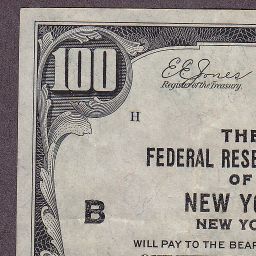 100
E E Jones
Register of the Treasury.
H
THE
FEDERAL RESE
OF
NEW YO
B
NEW YO
WILL PAY TO THE BEAR